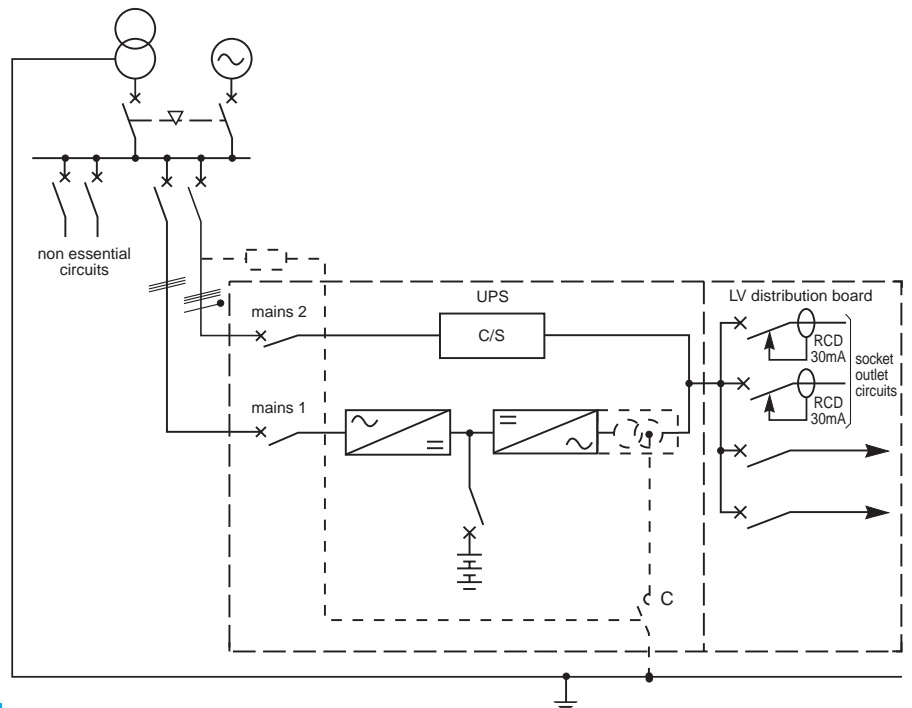 non essential
circuits
UPS
LV distribution board
mains 2
C/S
RCD
30mA
socket
outlet
circuits
RCD
30mA
mains 1
C